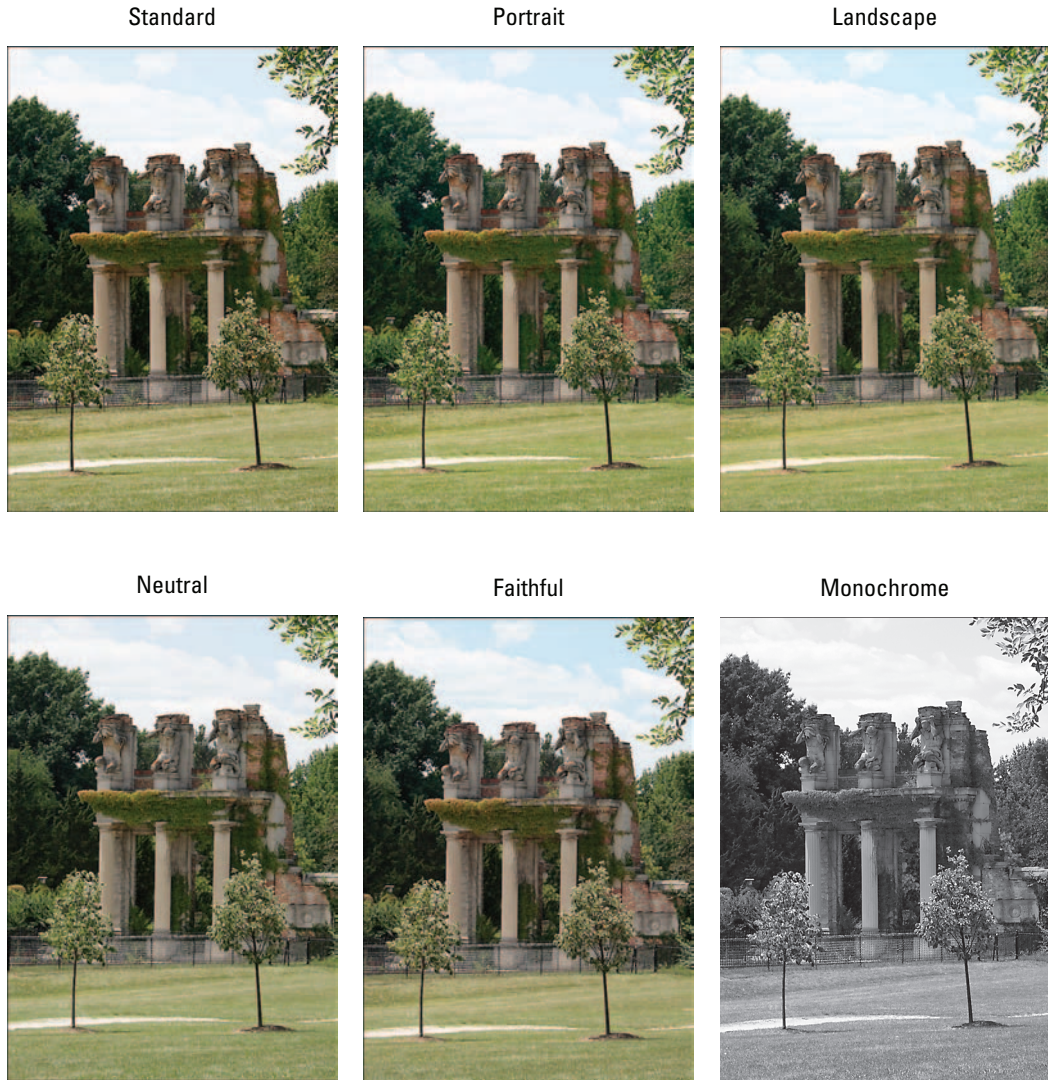 Standard
Portrait
Landscape
Neutral
Faithful
Monochrome